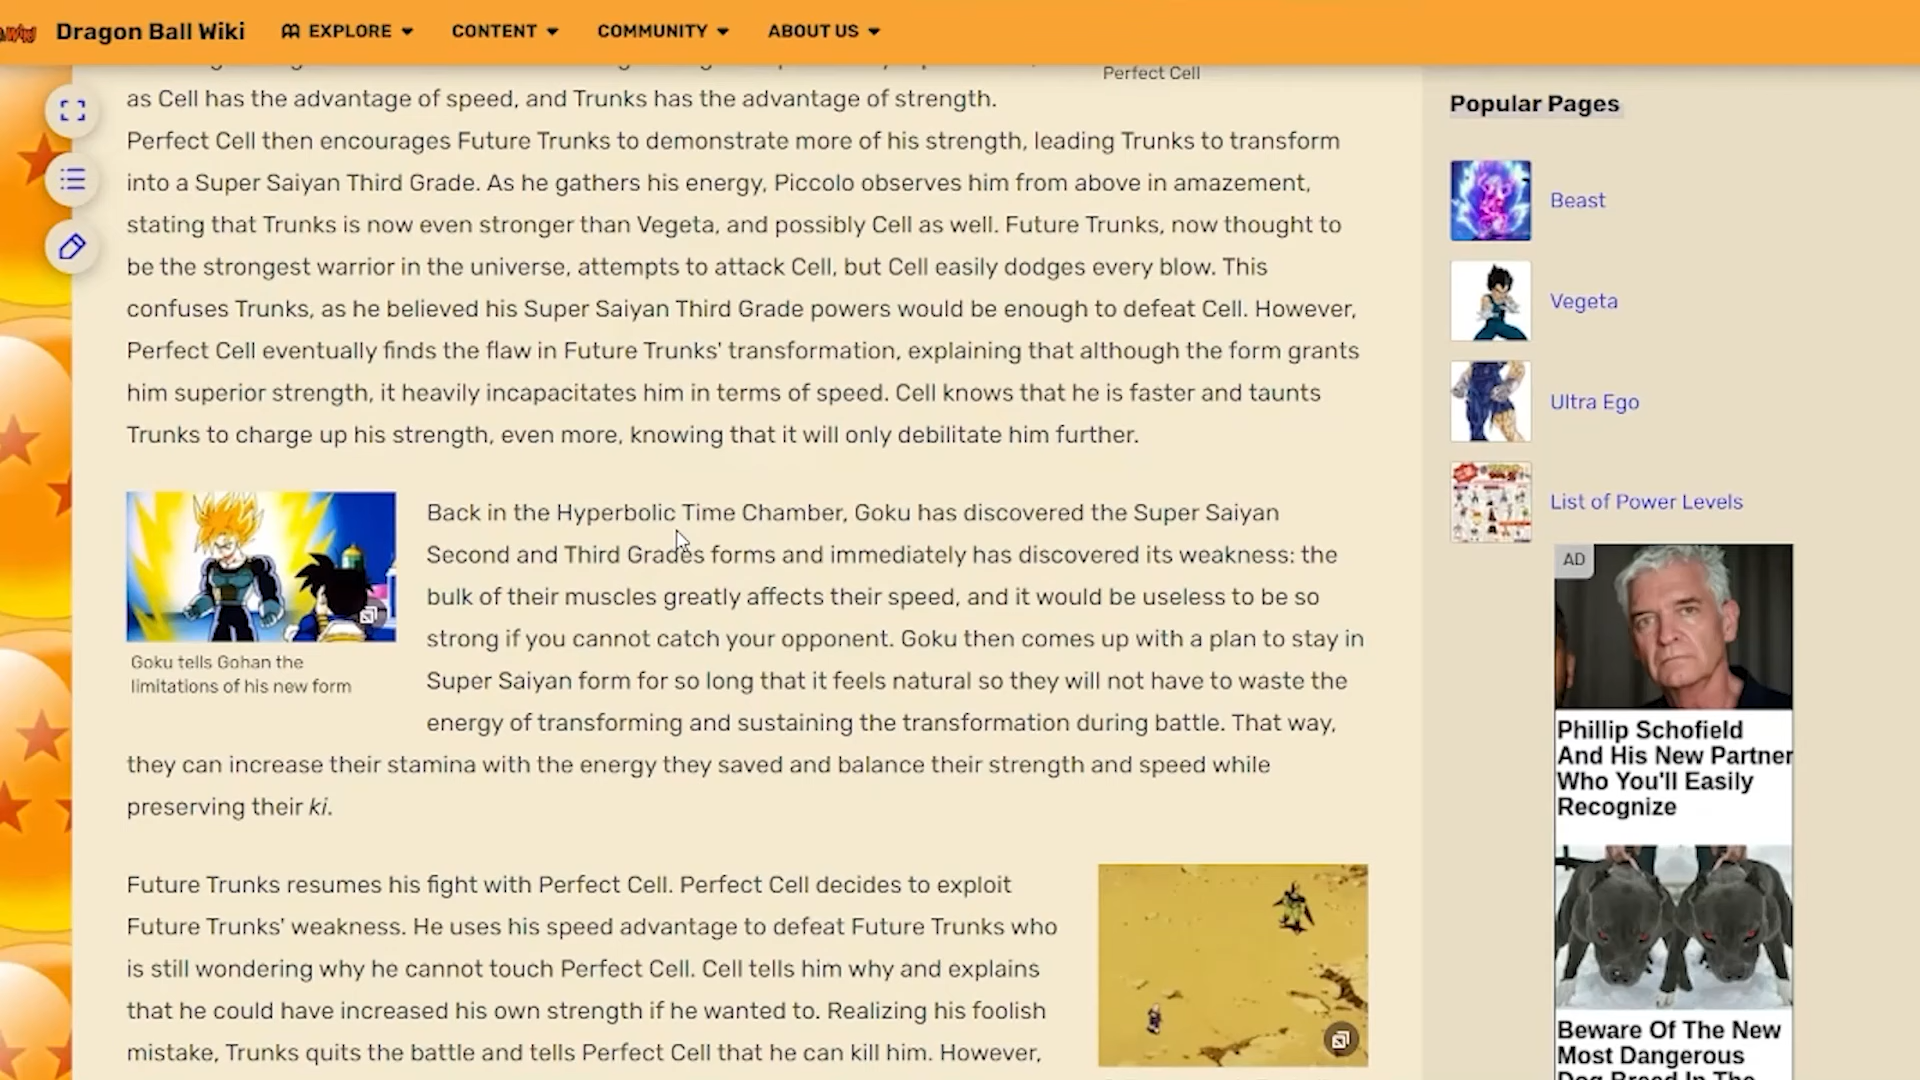 Dragon Ball Wiki
EXPLORE
CONTENT
COMMUNITY
ABOUT US
Perfect Cell
as Cell has the advantage of speed, and Trunks has the advantage of strength.
Perfect Cell then encourages Future Trunks to demonstrate more of his strength, leading Trunks to transform
into a Super Saiyan Third Grade. As he gathers his energy, Piccolo observes him from above in amazement,
stating that Trunks is now even stronger than Vegeta, and possibly Cell as well. Future Trunks, now thought to
be the strongest warrior in the universe, attempts to attack Cell, but Cell easily dodges every blow. This
confuses Trunks, as he believed his Super Saiyan Third Grade powers would be enough to defeat Cell. However,
Perfect Cell eventually finds the flaw in Future Trunks' transformation, explaining that although the form grants
him superior strength, it heavily incapacitates him in terms of speed. Cell knows that he is faster and taunts
Trunks to charge up his strength, even more, knowing that it will only debilitate him further.
Goku tells Gohan the
limitations of his new form
Back in the Hyperbolic Time Chamber, Goku has discovered the Super Saiyan
Second and Third Grades forms and immediately has discovered its weakness: the
bulk of their muscles greatly affects their speed, and it would be useless to be so
strong if you cannot catch your opponent. Goku then comes up with a plan to stay in
Super Saiyan form for so long that it feels natural so they will not have to waste the
energy of transforming and sustaining the transformation during battle. That way,
they can increase their stamina with the energy they saved and balance their strength and speed while
preserving their ki.
Future Trunks resumes his fight with Perfect Cell. Perfect Cell decides to exploit
Future Trunks' weakness. He uses his speed advantage to defeat Future Trunks who
is still wondering why he cannot touch Perfect Cell. Cell tells him why and explains
that he could have increased his own strength if he wanted to. Realizing his foolish
mistake, Trunks quits the battle and tells Perfect Cell that he can kill him. However,
Popular Pages
Beast
Vegeta
Ultra Ego
List of Power Levels
AD
Phillip Schofield
And His New Partner
Who You'll Easily
Recognize
Beware Of The New
Most Dangerous
Dog Breed In The